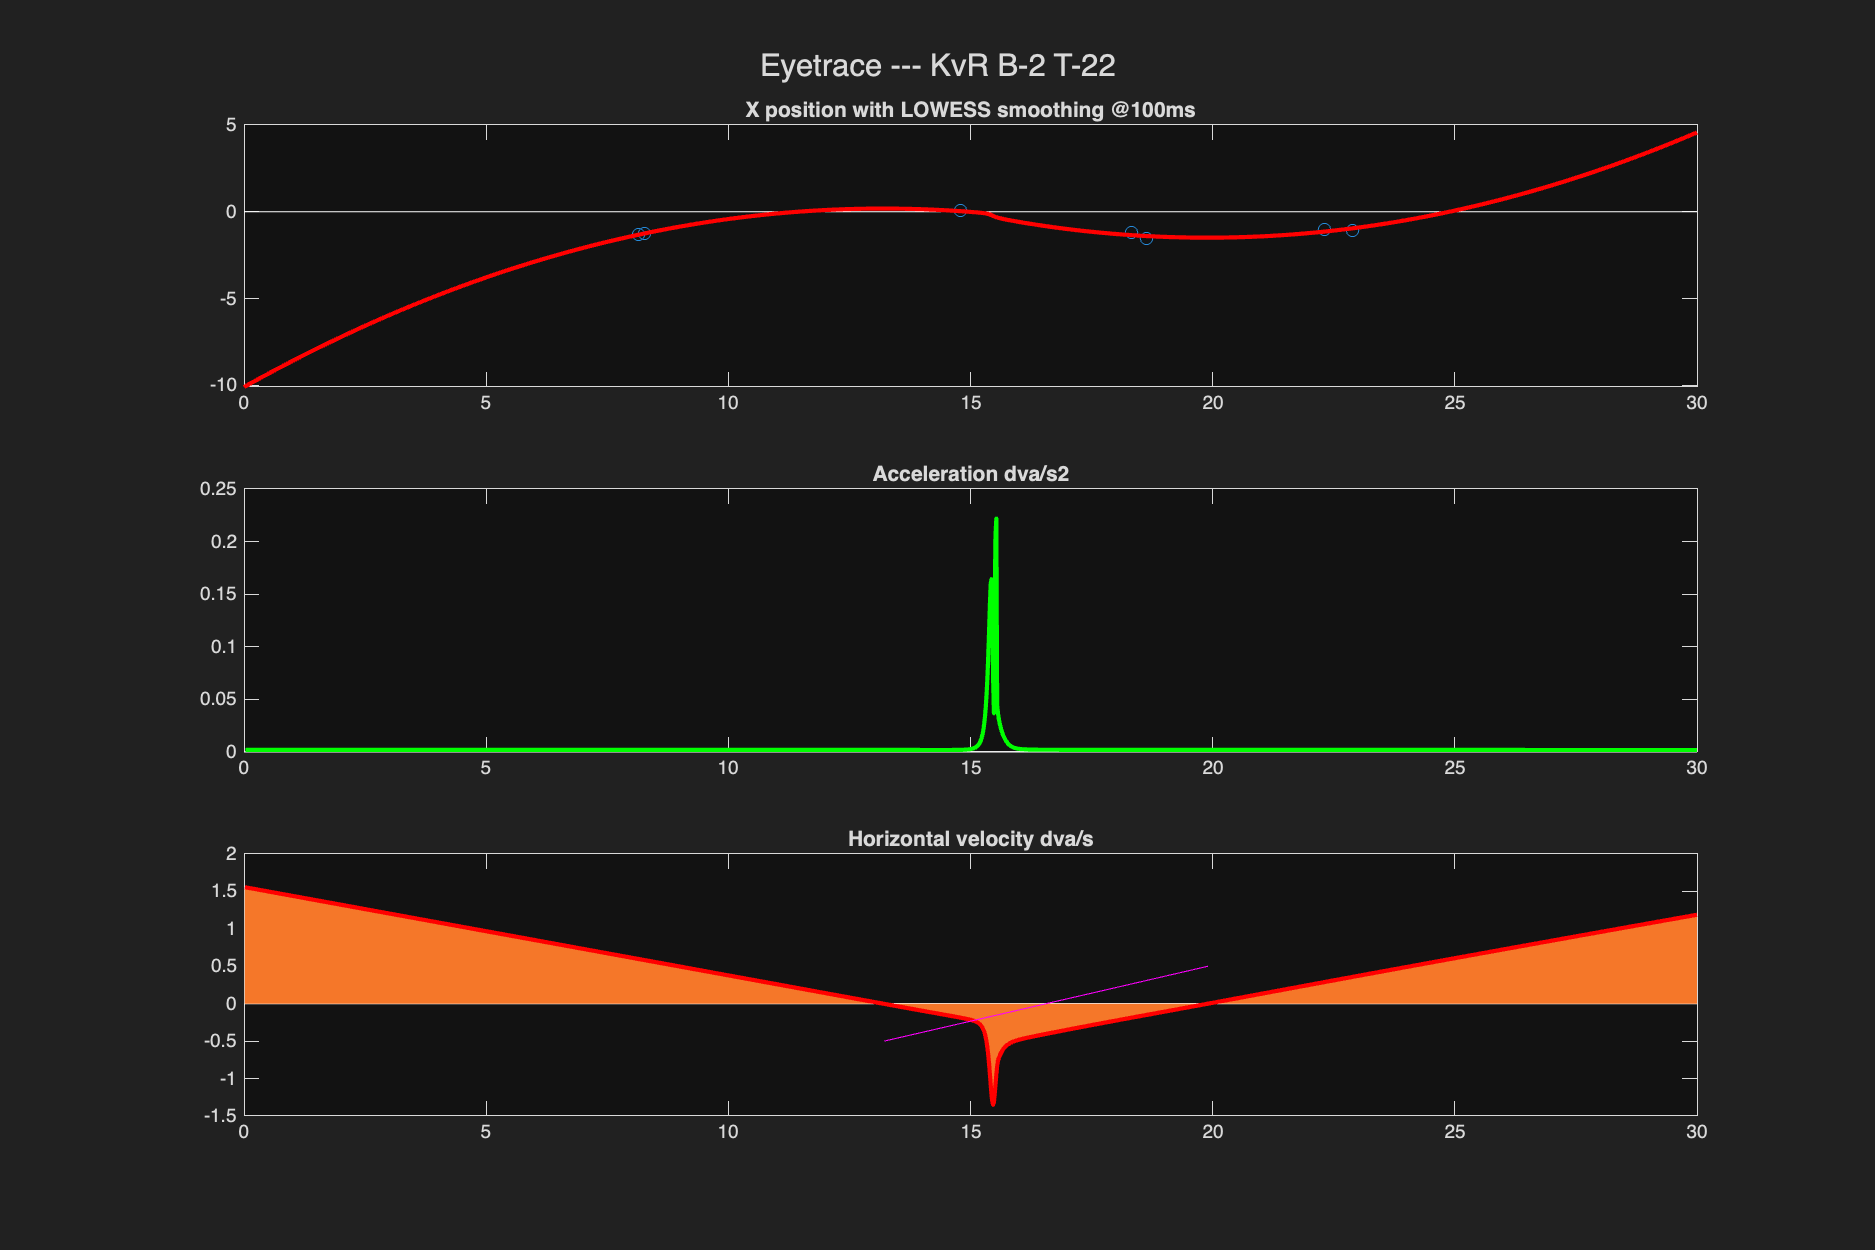 Eyetrace --- KvR B-2 T-22
X position with LOWESS smoothing @100ms
5
0
-5
-10
0 5 10 15 20 25 30
Acceleration dva/s2
0.25
0.2
0.15
0.1
0.05
0
0 5 10 15 20 25 30
Horizontal velocity dva/s
2
1.5
1
0.5
0
-0.5
-1
-1.5
0 5 10 15 20 25 30